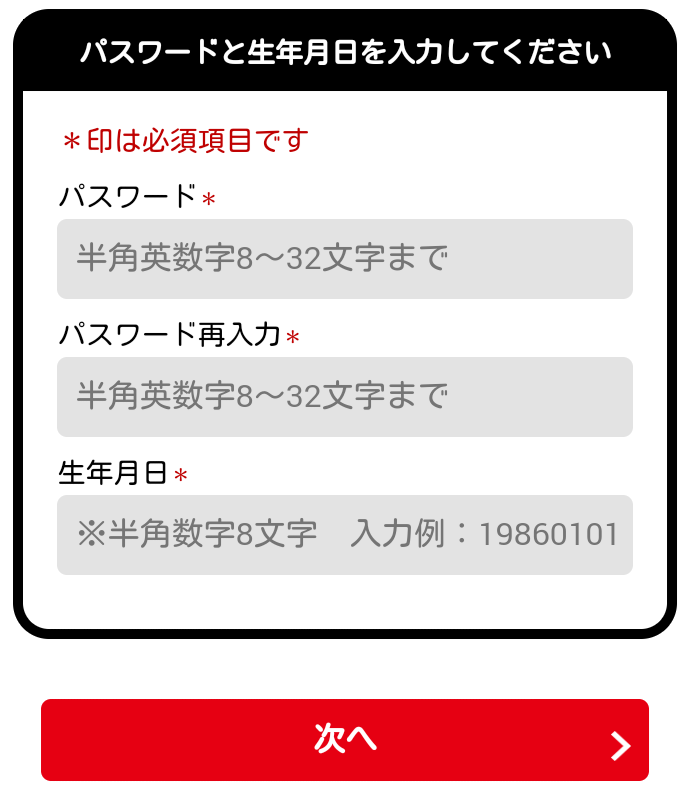 パスワードと生年月日を入力してください
＊印は必須項目です
パスワード＊
半角英数字8〜32文字まで
パスワード再入力＊
半角英数字8〜32文字まで
生年月日＊
※半角数字8文字　入力例：19860101
次へ